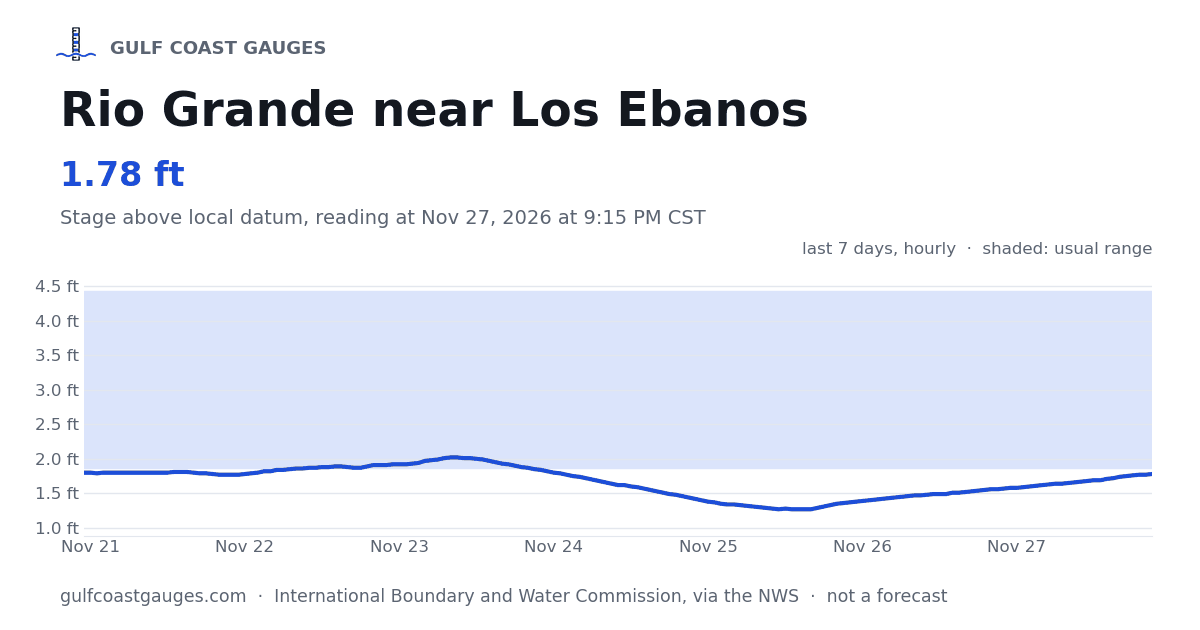 GULF COAST GAUGES
Rio Grande near Los Ebanos
1.78 ft
Stage above local datum, reading at Nov 27, 2026 at 9:15 PM CST
last 7 days, hourly · shaded: usual range
4.5 ft
4.0 ft
3.5 ft
3.0 ft
2.5 ft
2.0 ft
1.5 ft
1.0 ft
Nov 21 Nov 22 Nov 23 Nov 24 Nov 25 Nov 26 Nov 27
gulfcoastgauges.com · International Boundary and Water Commission, via the NWS · not a forecast